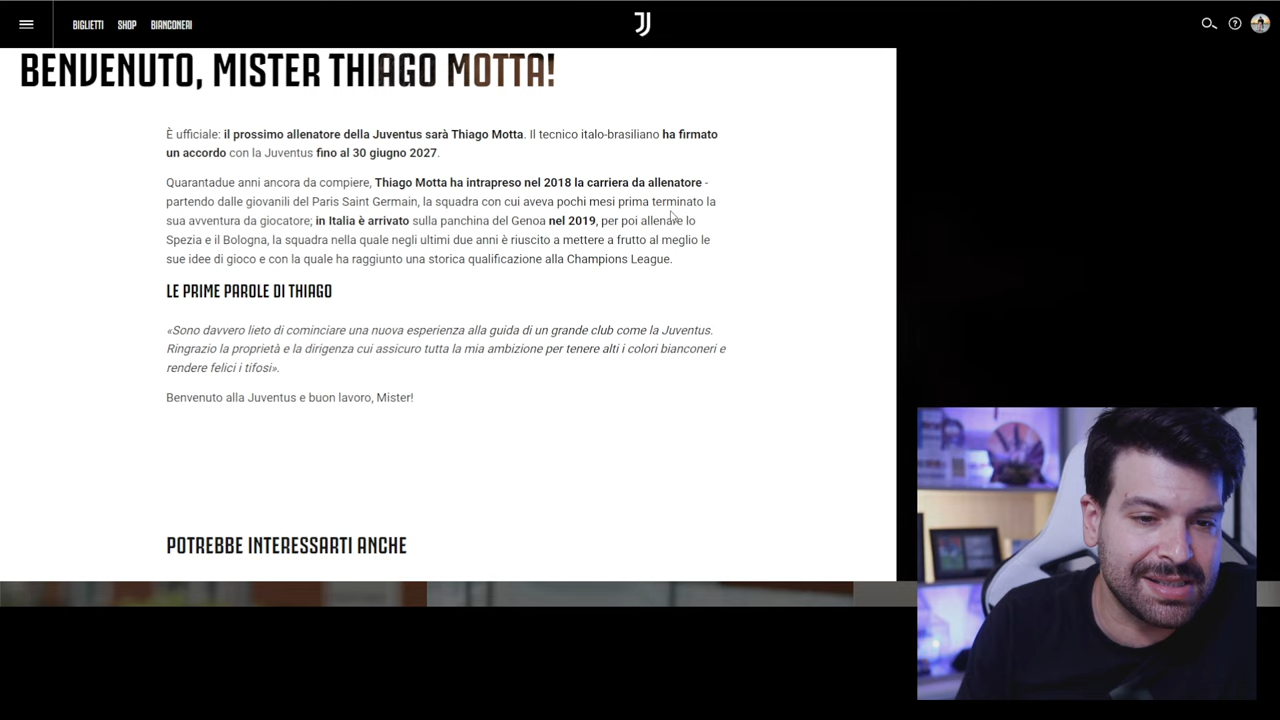 BIGLIETTI SHOP BIANCONERI
BENVENUTO, MISTER THIAGO MOTTA!
È ufficiale: il prossimo allenatore della Juventus sarà Thiago Motta. Il tecnico italo-brasiliano ha firmato
un accordo con la Juventus fino al 30 giugno 2027.
Quarantadue anni ancora da compiere, Thiago Motta ha intrapreso nel 2018 la carriera da allenatore -
partendo dalle giovanili del Paris Saint Germain, la squadra con cui aveva pochi mesi prima terminato la
sua avventura da giocatore; in Italia è arrivato sulla panchina del Genoa nel 2019, per poi allenare lo
Spezia e il Bologna, la squadra nella quale negli ultimi due anni è riuscito a mettere a frutto al meglio le
sue idee di gioco e con la quale ha raggiunto una storica qualificazione alla Champions League.
LE PRIME PAROLE DI THIAGO
«Sono davvero lieto di cominciare una nuova esperienza alla guida di un grande club come la Juventus.
Ringrazio la proprietà e la dirigenza cui assicuro tutta la mia ambizione per tenere alti i colori bianconeri e
rendere felici i tifosi».
Benvenuto alla Juventus e buon lavoro, Mister!
POTREBBE INTERESSARTI ANCHE